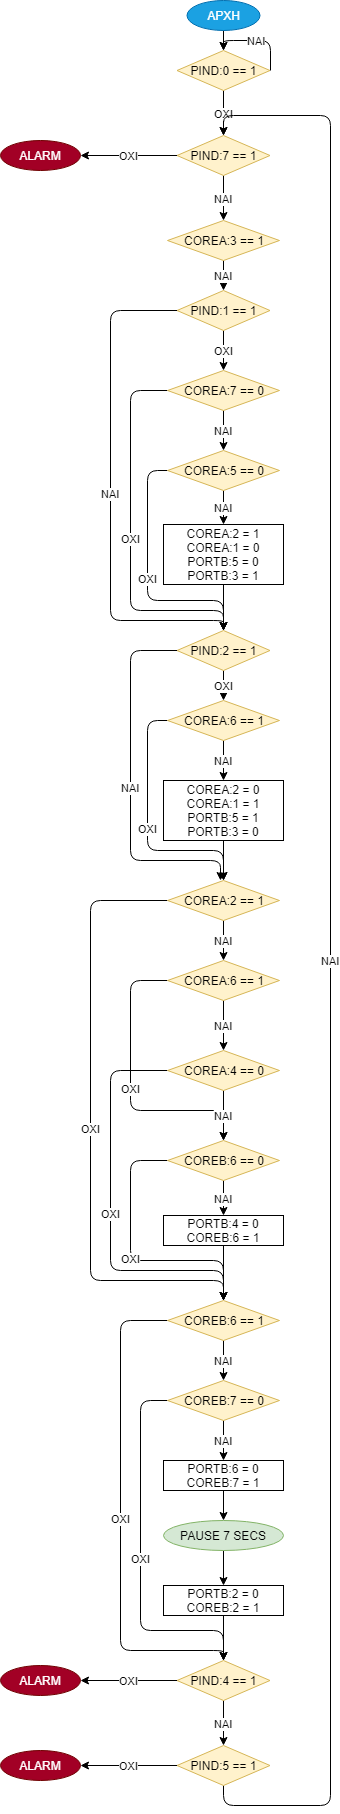 ΑΡΧΗ
ΝΑΙ
PIND:0 == 1
ΟΧΙ
ALARM
ΟΧΙ
PIND:7 == 1
ΝΑΙ
COREA:3 == 1
ΝΑΙ
PIND:1 == 1
ΟΧΙ
COREA:7 == 0
ΝΑΙ
COREA:5 == 0
ΝΑΙ
ΝΑΙ
COREA:2 = 1
COREA:1 = 0
PORTB:5 = 0
PORTB:3 = 1
ΟΧΙ
ΟΧΙ
PIND:2 == 1
ΟΧΙ
COREA:6 == 1
ΝΑΙ
ΝΑΙ
COREA:2 = 0
COREA:1 = 1
PORTB:5 = 1
PORTB:3 = 0
ΟΧΙ
COREA:2 == 1
ΝΑΙ
ΝΑΙ
COREA:6 == 1
ΝΑΙ
COREA:4 == 0
ΟΧΙ
ΝΑΙ
ΟΧΙ
COREB:6 == 0
ΝΑΙ
ΟΧΙ
PORTB:4 = 0
COREB:6 = 1
ΟΧΙ
COREB:6 == 1
ΝΑΙ
COREB:7 == 0
ΝΑΙ
PORTB:6 = 0
COREB:7 = 1
ΟΧΙ
PAUSE 7 SECS
ΟΧΙ
PORTB:2 = 0
COREB:2 = 1
ALARM
ΟΧΙ
PIND:4 == 1
ΝΑΙ
ALARM
ΟΧΙ
PIND:5 == 1